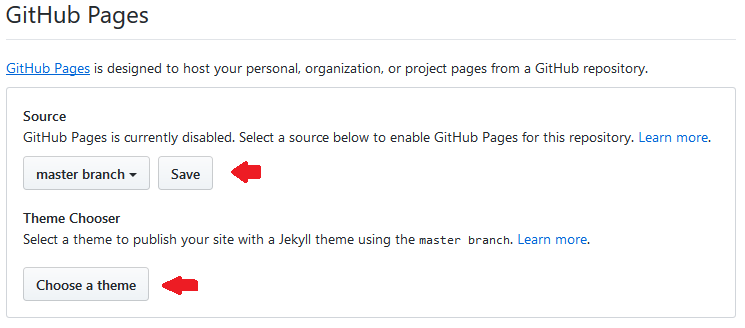 GitHub Pages
GitHub Pages is designed to host your personal, organization, or project pages from a GitHub repository.
Source
GitHub Pages is currently disabled. Select a source below to enable GitHub Pages for this repository. Learn more.
master branch Save
Theme Chooser
Select a theme to publish your site with a Jekyll theme using the master branch. Learn more.
Choose a theme